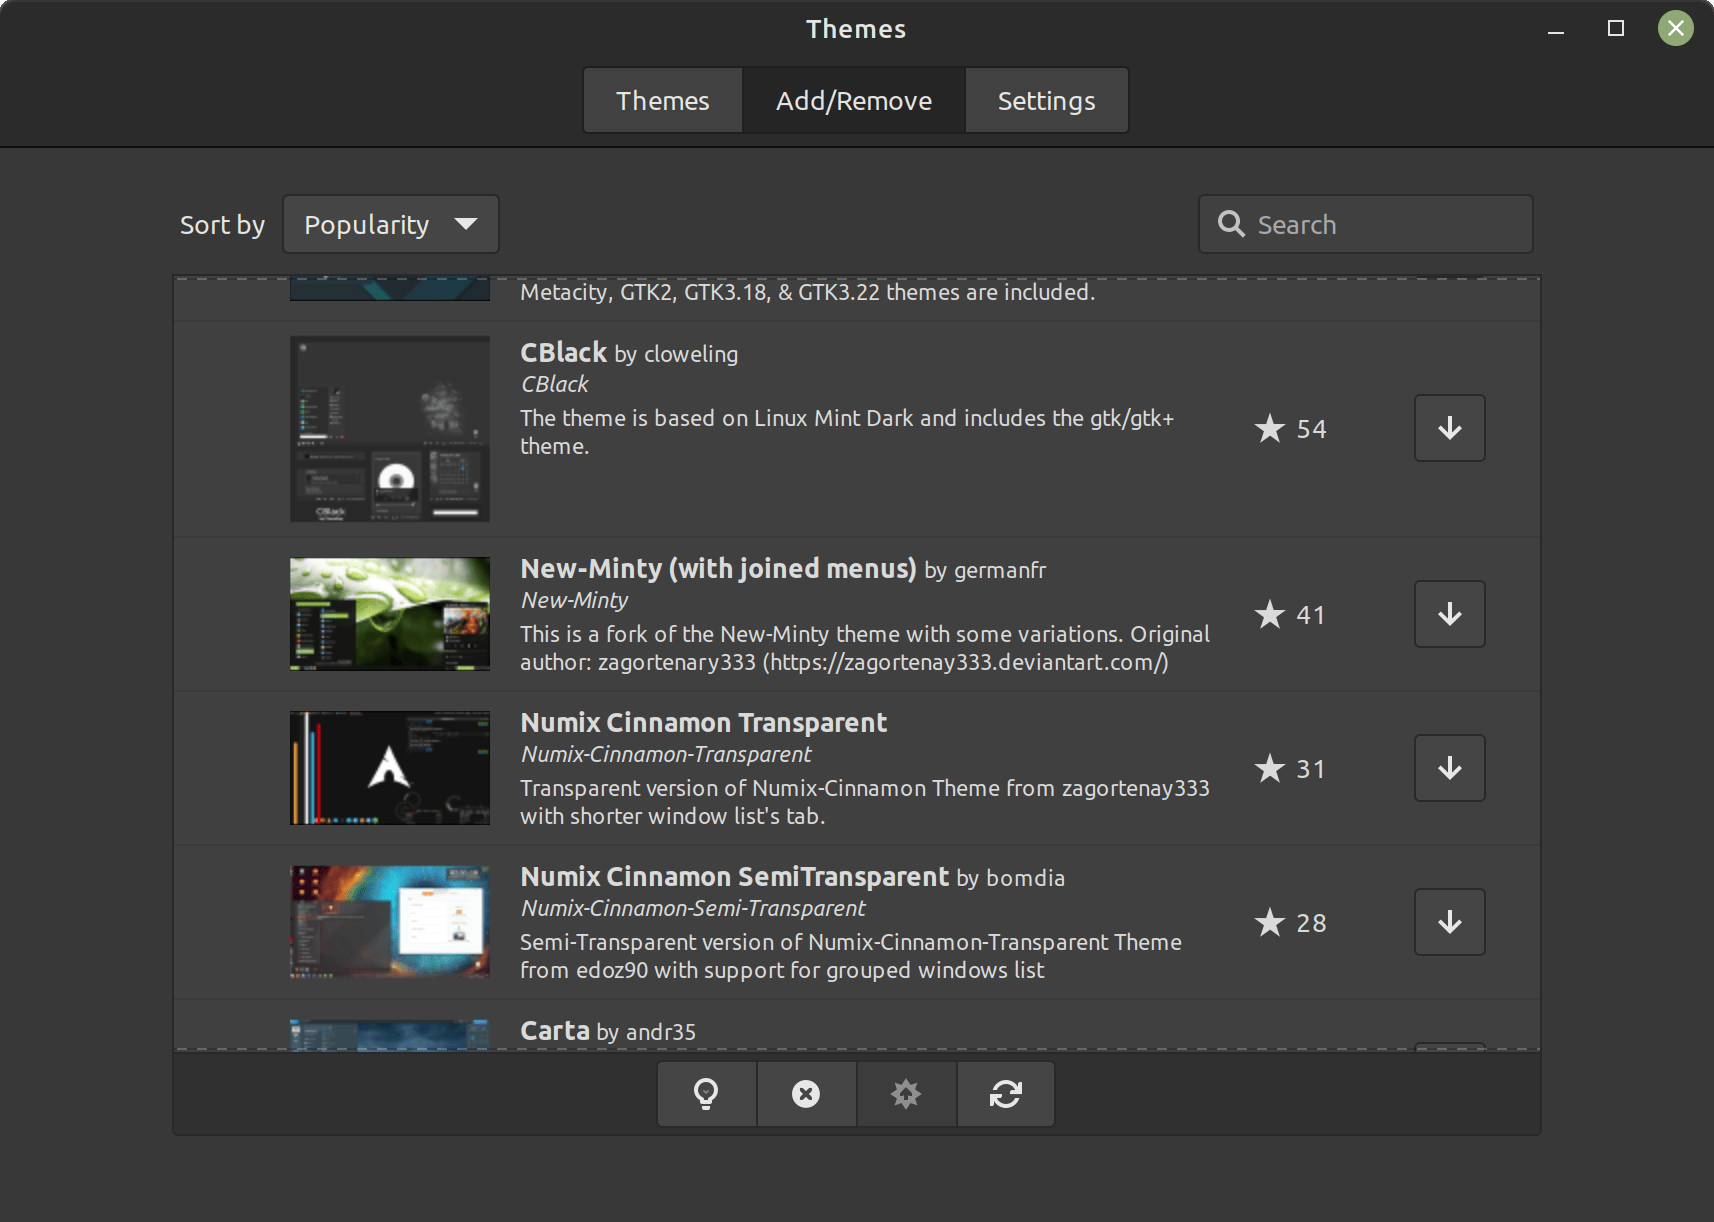 Themes
Themes
Add/Remove
Settings
Sort by
Popularity
Search
Metacity, GTK2, GTK3.18, & GTK3.22 themes are included.
CBlack by cloweling
CBlack
The theme is based on Linux Mint Dark and includes the gtk/gtk+
theme.
54
CBlack
New-Minty (with joined menus) by germanfr
New-Minty
This is a fork of the New-Minty theme with some variations. Original
author: zagortenary333 (https://zagortenay333.deviantart.com/)
41
Numix Cinnamon Transparent
Numix-Cinnamon-Transparent
Transparent version of Numix-Cinnamon Theme from zagortenay333
with shorter window list's tab.
31
Numix Cinnamon SemiTransparent by bomdia
Numix-Cinnamon-Semi-Transparent
Semi-Transparent version of Numix-Cinnamon-Transparent Theme
from edoz90 with support for grouped windows list
28
Carta by andr35